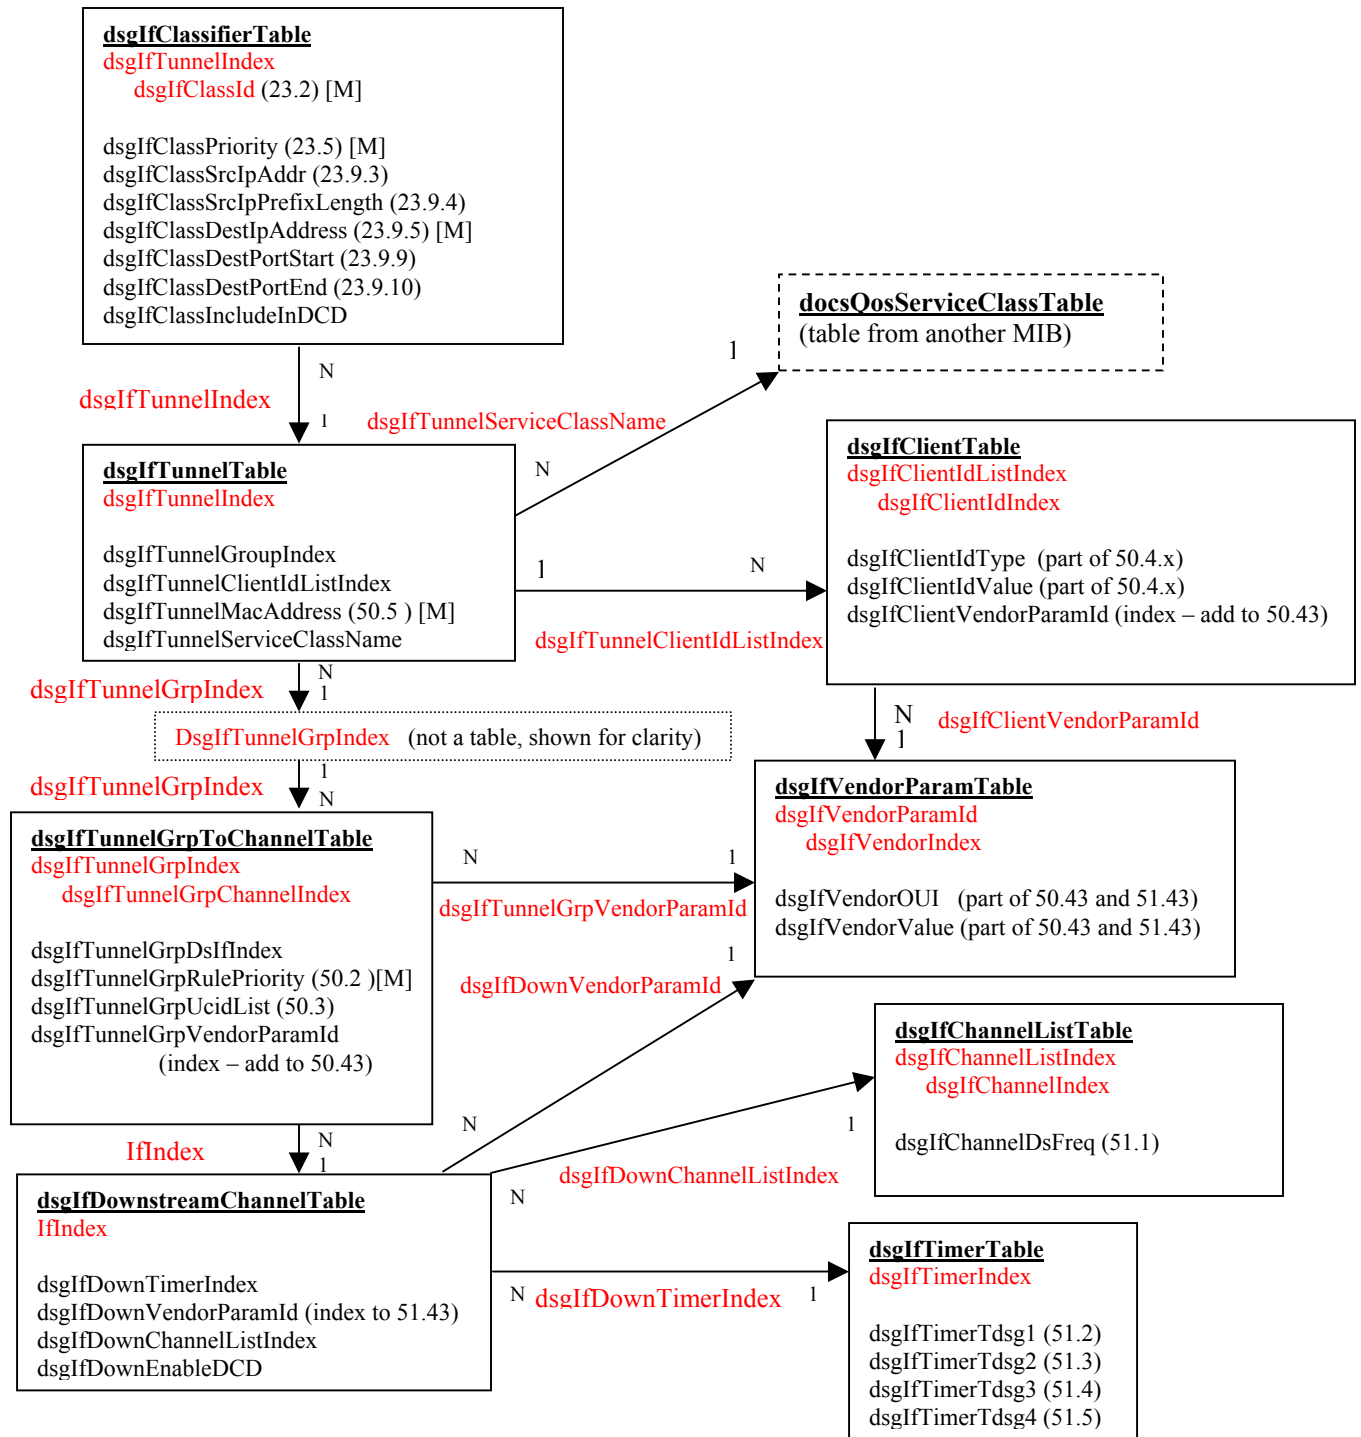 dsgIfClassifierTable
dsgIfTunnelIndex
dsgIfClassId (23.2) [M]
dsgIfClassPriority (23.5) [M]
dsgIfClassSrcIpAddr (23.9.3)
dsgIfClassSrcIpPrefixLength (23.9.4)
dsgIfClassDestIpAddress (23.9.5) [M]
dsgIfClassDestPortStart (23.9.9)
dsgIfClassDestPortEnd (23.9.10)
dsgIfClassIncludeInDCD
docsQosServiceClassTable
(table from another MIB)
N
dsgIfTunnelIndex
1
1
dsgIfTunnelServiceClassName
N
dsgIfTunnelTable
dsgIfTunnelIndex
dsgIfTunnelGroupIndex
dsgIfTunnelClientIdListIndex
dsgIfTunnelMacAddress (50.5 ) [M]
dsgIfTunnelServiceClassName
1
N
dsgIfTunnelClientIdListIndex
dsgIfClientTable
dsgIfClientIdListIndex
dsgIfClientIdIndex
dsgIfClientIdType (part of 50.4.x)
dsgIfClientIdValue (part of 50.4.x)
dsgIfClientVendorParamId (index – add to 50.43)
N
dsgIfTunnelGrpIndex
1
DsgIfTunnelGrpIndex (not a table, shown for clarity)
1
dsgIfTunnelGrpIndex
N
N
dsgIfClientVendorParamId
1
dsgIfVendorParamTable
dsgIfVendorParamId
dsgIfVendorIndex
dsgIfVendorOUI (part of 50.43 and 51.43)
dsgIfVendorValue (part of 50.43 and 51.43)
dsgIfTunnelGrpToChannelTable
dsgIfTunnelGrpIndex
dsgIfTunnelGrpChannelIndex
dsgIfTunnelGrpDsIfIndex
dsgIfTunnelGrpRulePriority (50.2 )[M]
dsgIfTunnelGrpUcidList (50.3)
dsgIfTunnelGrpVendorParamId
(index – add to 50.43)
N
1
dsgIfTunnelGrpVendorParamId
1
dsgIfDownVendorParamId
N
dsgIfChannelListTable
dsgIfChannelListIndex
dsgIfChannelIndex
dsgIfChannelDsFreq (51.1)
1
dsgIfDownChannelListIndex
N
N
IfIndex
1
dsgIfDownstreamChannelTable
IfIndex
dsgIfDownTimerIndex
dsgIfDownVendorParamId (index to 51.43)
dsgIfDownChannelListIndex
dsgIfDownEnableDCD
N
dsgIfDownTimerIndex
1
dsgIfTimerTable
dsgIfTimerIndex
dsgIfTimerTdsg1 (51.2)
dsgIfTimerTdsg2 (51.3)
dsgIfTimerTdsg3 (51.4)
dsgIfTimerTdsg4 (51.5)